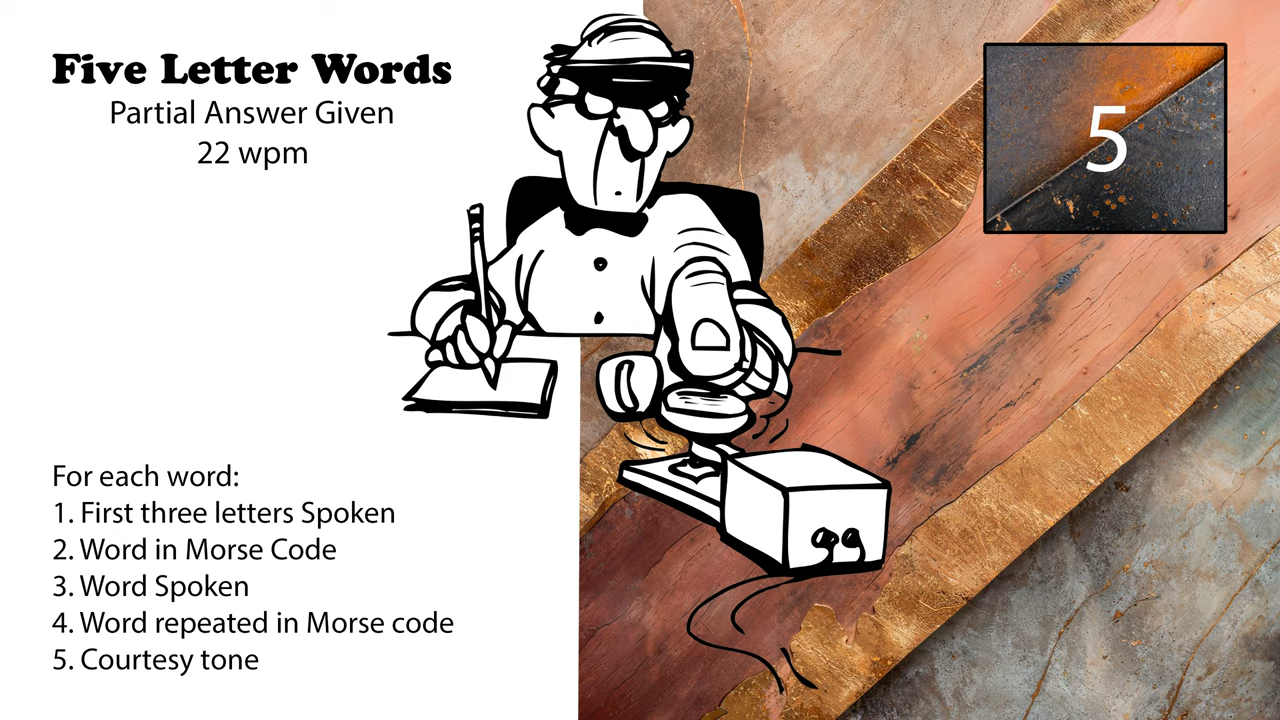 Five Letter Words
Partial Answer Given
22 wpm
5
For each word:
1. First three letters Spoken
2. Word in Morse Code
3. Word Spoken
4. Word repeated in Morse code
5. Courtesy tone